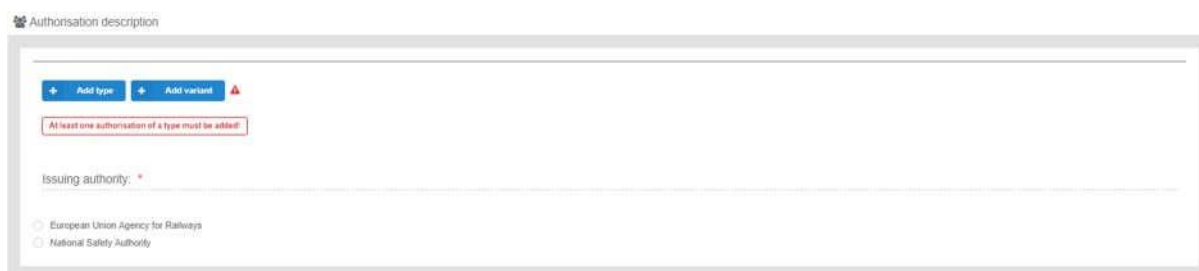 Authorisation description
+ Add type + Add variant
At least one authorisation of a type must be added!
Issuing authority: *
European Union Agency for Railways
National Safety Authority